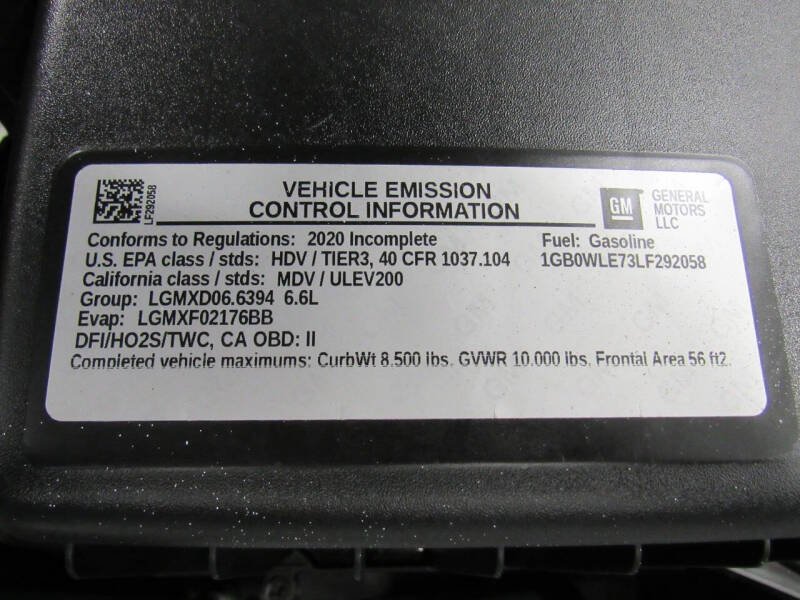 VEHICLE EMISSION
CONTROL INFORMATION
LF292058
GM
GENERAL
MOTORS
LLC
Conforms to Regulations: 2020 Incomplete
Fuel: Gasoline
U.S. EPA class / stds: HDV / TIER3, 40 CFR 1037.104
1GB0WLE73LF292058
California class / stds: MDV / ULEV200
Group: LGMXD06.6394 6.6L
Evap: LGMXF02176BB
DFI/HO2S/TWC, CA OBD: II
Completed vehicle maximums: CurbWt 8.500 lbs. GVWR 10.000 lbs. Frontal Area 56 ft2.